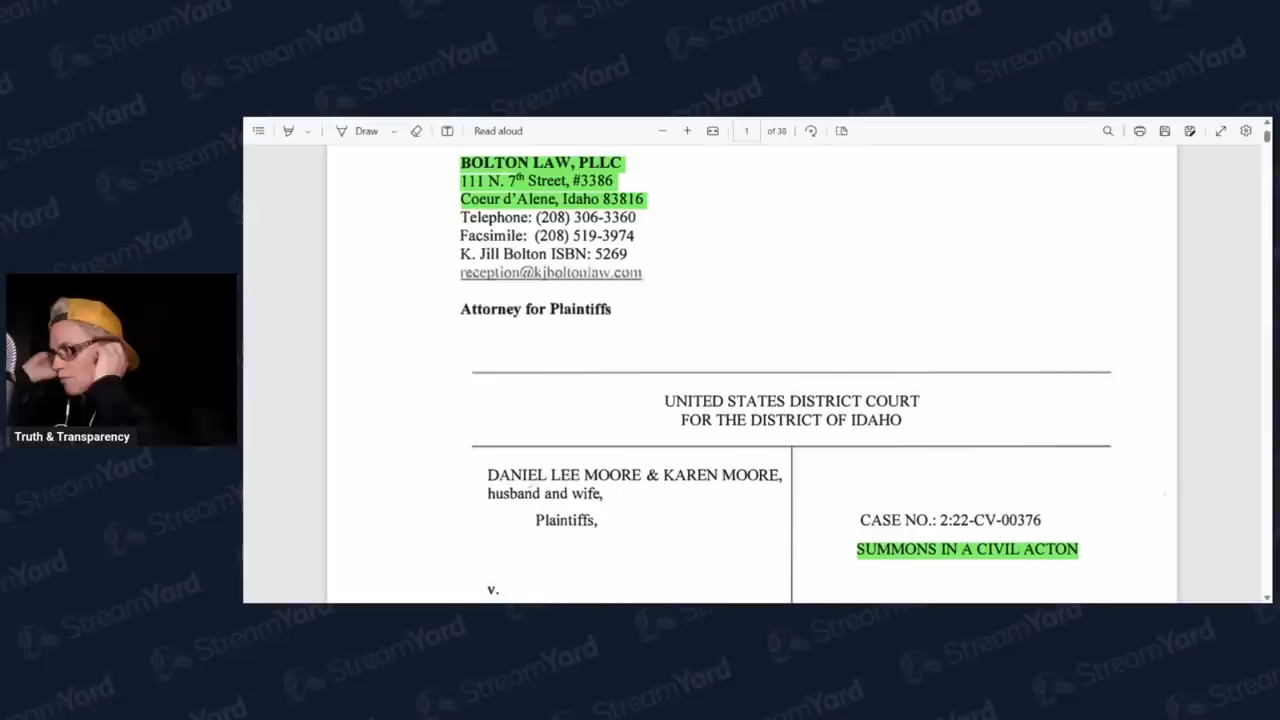 StreamYard
Draw
Read aloud
1
of 38
BOLTON LAW, PLLC
111 N. 7th Street, #3386
Coeur d'Alene, Idaho 83816
Telephone: (208) 306-3360
Facsimile: (208) 519-3974
K. Jill Bolton ISBN: 5269
reception@kjboltonlaw.com
Attorney for Plaintiffs
UNITED STATES DISTRICT COURT
FOR THE DISTRICT OF IDAHO
DANIEL LEE MOORE & KAREN MOORE,
husband and wife,
Plaintiffs,
v.
CASE NO.: 2:22-CV-00376
SUMMONS IN A CIVIL ACTON
Truth & Transparency